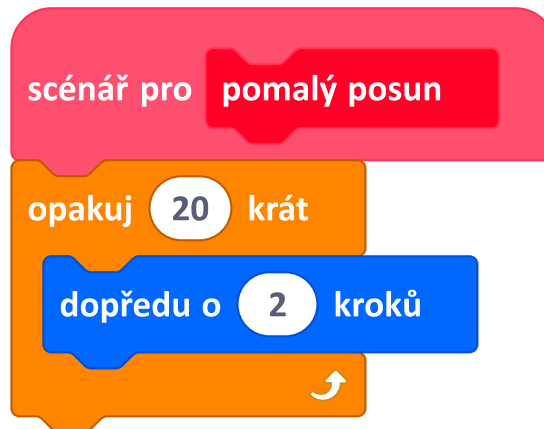 scénář pro pomalý posun
opakuj 20 krát
dopředu o 2 kroků